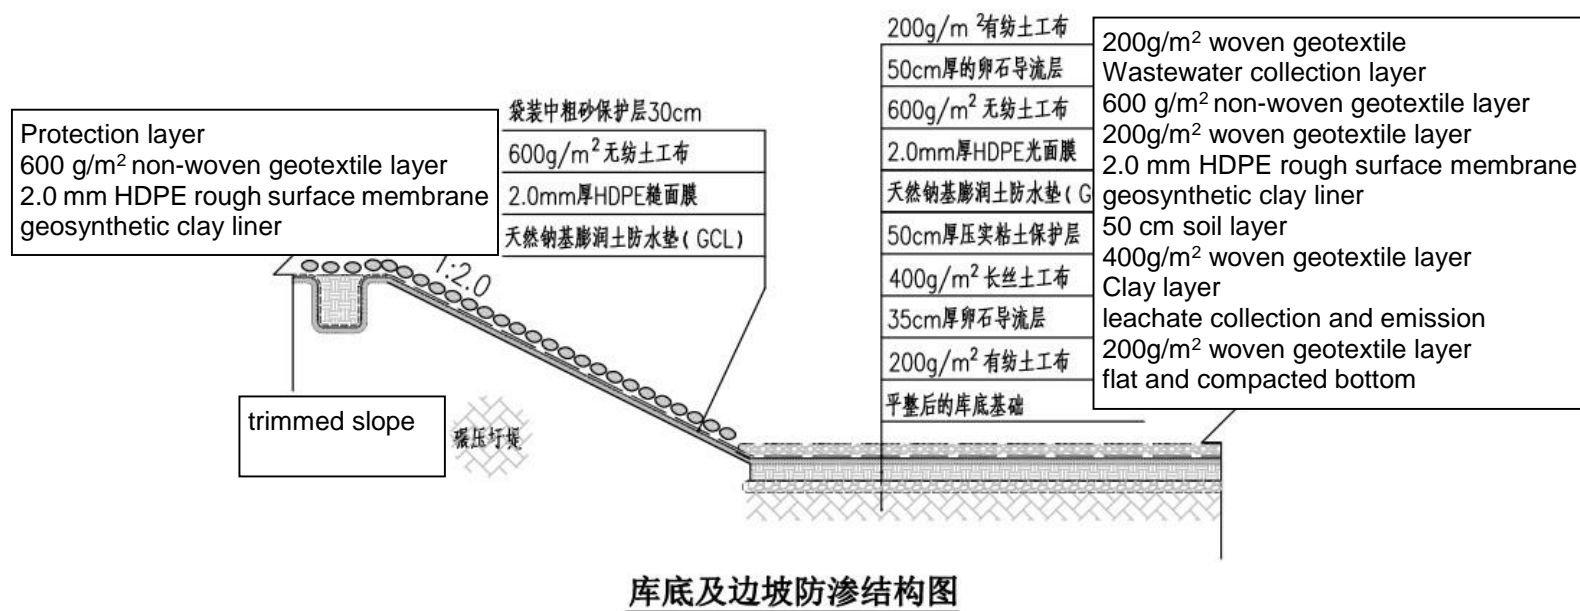 200g/m²有纺土工布
50cm厚的卵石导流层
600g/m²无纺土工布
2.0mm厚HDPE光面膜
天然钠基膨润土防水垫(G
50cm厚压实粘土保护层
400g/m²长丝土工布
35cm厚卵石导流层
200g/m²有纺土工布
平整后的库底基础
200g/m² woven geotextile
Wastewater collection layer
600 g/m² non-woven geotextile layer
200g/m² woven geotextile layer
2.0 mm HDPE rough surface membrane
geosynthetic clay liner
50 cm soil layer
400g/m² woven geotextile layer
Clay layer
leachate collection and emission
200g/m² woven geotextile layer
flat and compacted bottom
袋装中粗砂保护层30cm
600g/m²无纺土工布
2.0mm厚HDPE糙面膜
天然钠基膨润土防水垫(GCL)
Protection layer
600 g/m² non-woven geotextile layer
2.0 mm HDPE rough surface membrane
geosynthetic clay liner
1:2.0
trimmed slope
碾压圩堤
库底及边坡防渗结构图